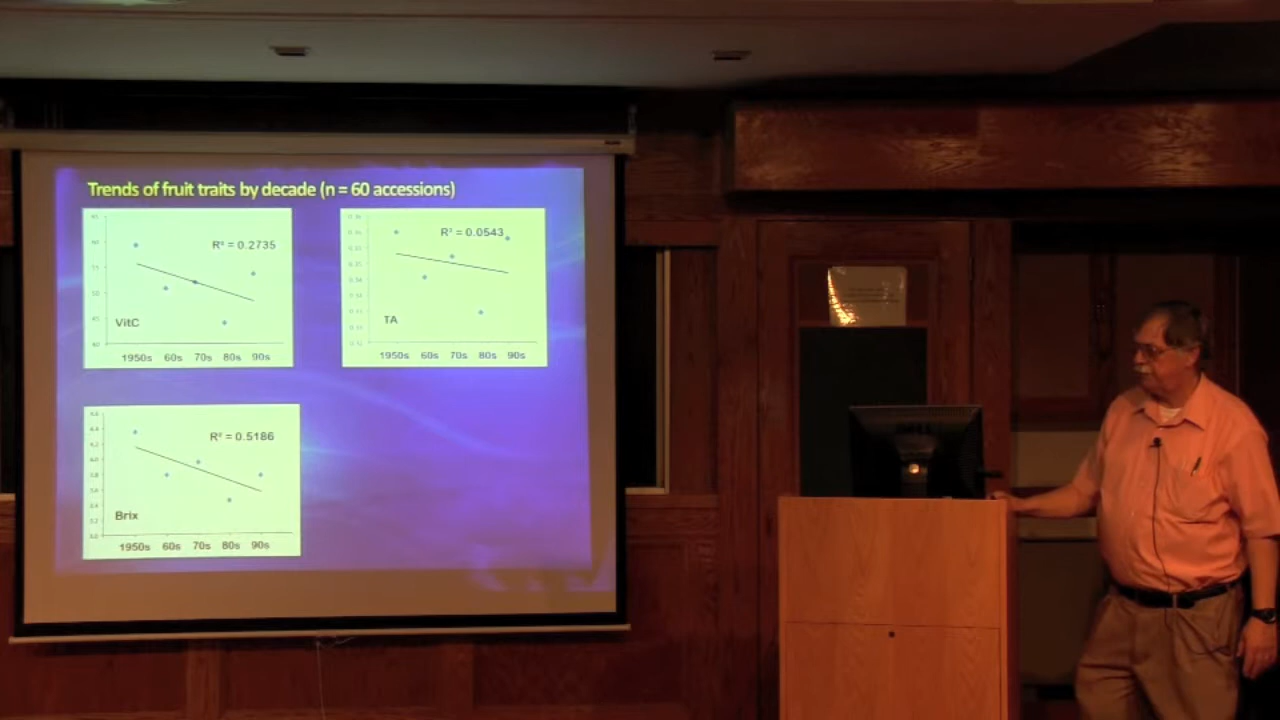 Trends of fruit traits by decade (n = 60 accessions)
R² = 0.2735
VitC
1950s 60s 70s 80s 90s
R² = 0.0543
TA
1950s 60s 70s 80s 90s
R² = 0.5186
Brix
1950s 60s 70s 80s 90s